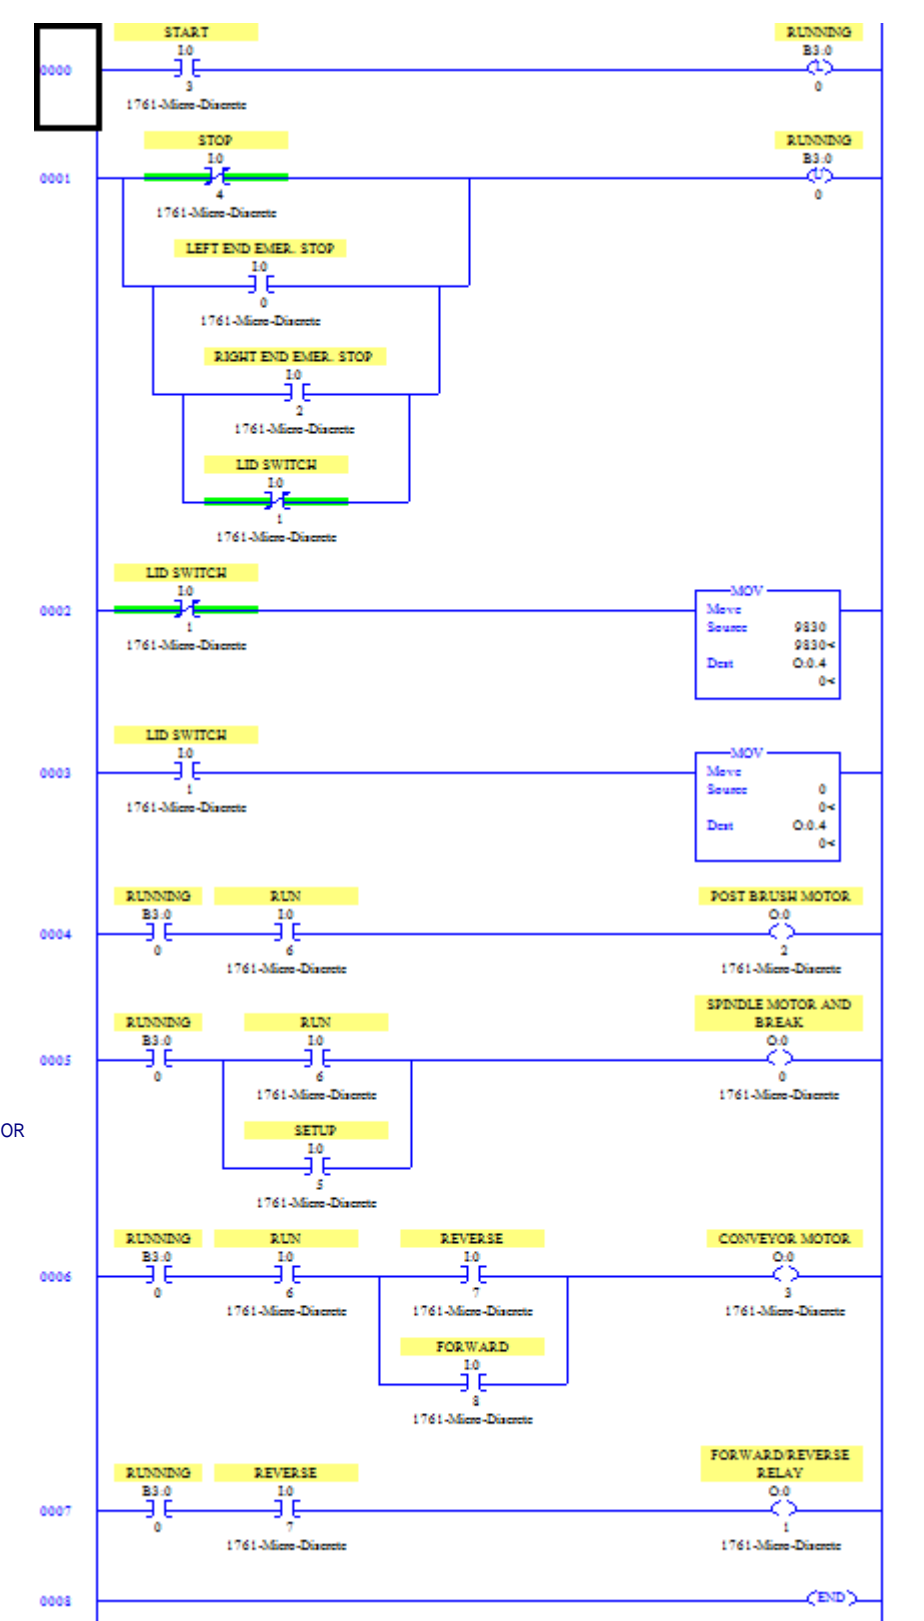 START
I:0
3
1761-Micro-Discrete
RUNNING
B3:0
L
0
0000
STOP
I:0
4
1761-Micro-Discrete
RUNNING
B3:0
U
0
0001
LEFT END EMER. STOP
I:0
0
1761-Micro-Discrete
RIGHT END EMER. STOP
I:0
2
1761-Micro-Discrete
LID SWITCH
I:0
1
1761-Micro-Discrete
0002
LID SWITCH
I:0
1
1761-Micro-Discrete
MOV
Move
Source 9830
9830<
Dest O:0.4
0<
0003
LID SWITCH
I:0
1
1761-Micro-Discrete
MOV
Move
Source 0
0<
Dest O:0.4
0<
0004
RUNNING
B3:0
0
RUN
I:0
6
1761-Micro-Discrete
POST BRUSH MOTOR
O:0
2
1761-Micro-Discrete
0005
RUNNING
B3:0
0
RUN
I:0
6
1761-Micro-Discrete
SPINDLE MOTOR AND
BREAK
O:0
0
1761-Micro-Discrete
OR
SETUP
I:0
5
1761-Micro-Discrete
0006
RUNNING
B3:0
0
RUN
I:0
6
1761-Micro-Discrete
REVERSE
I:0
7
1761-Micro-Discrete
CONVEYOR MOTOR
O:0
3
1761-Micro-Discrete
FORWARD
I:0
8
1761-Micro-Discrete
0007
RUNNING
B3:0
0
REVERSE
I:0
7
1761-Micro-Discrete
FORWARD/REVERSE
RELAY
O:0
1
1761-Micro-Discrete
0008
END